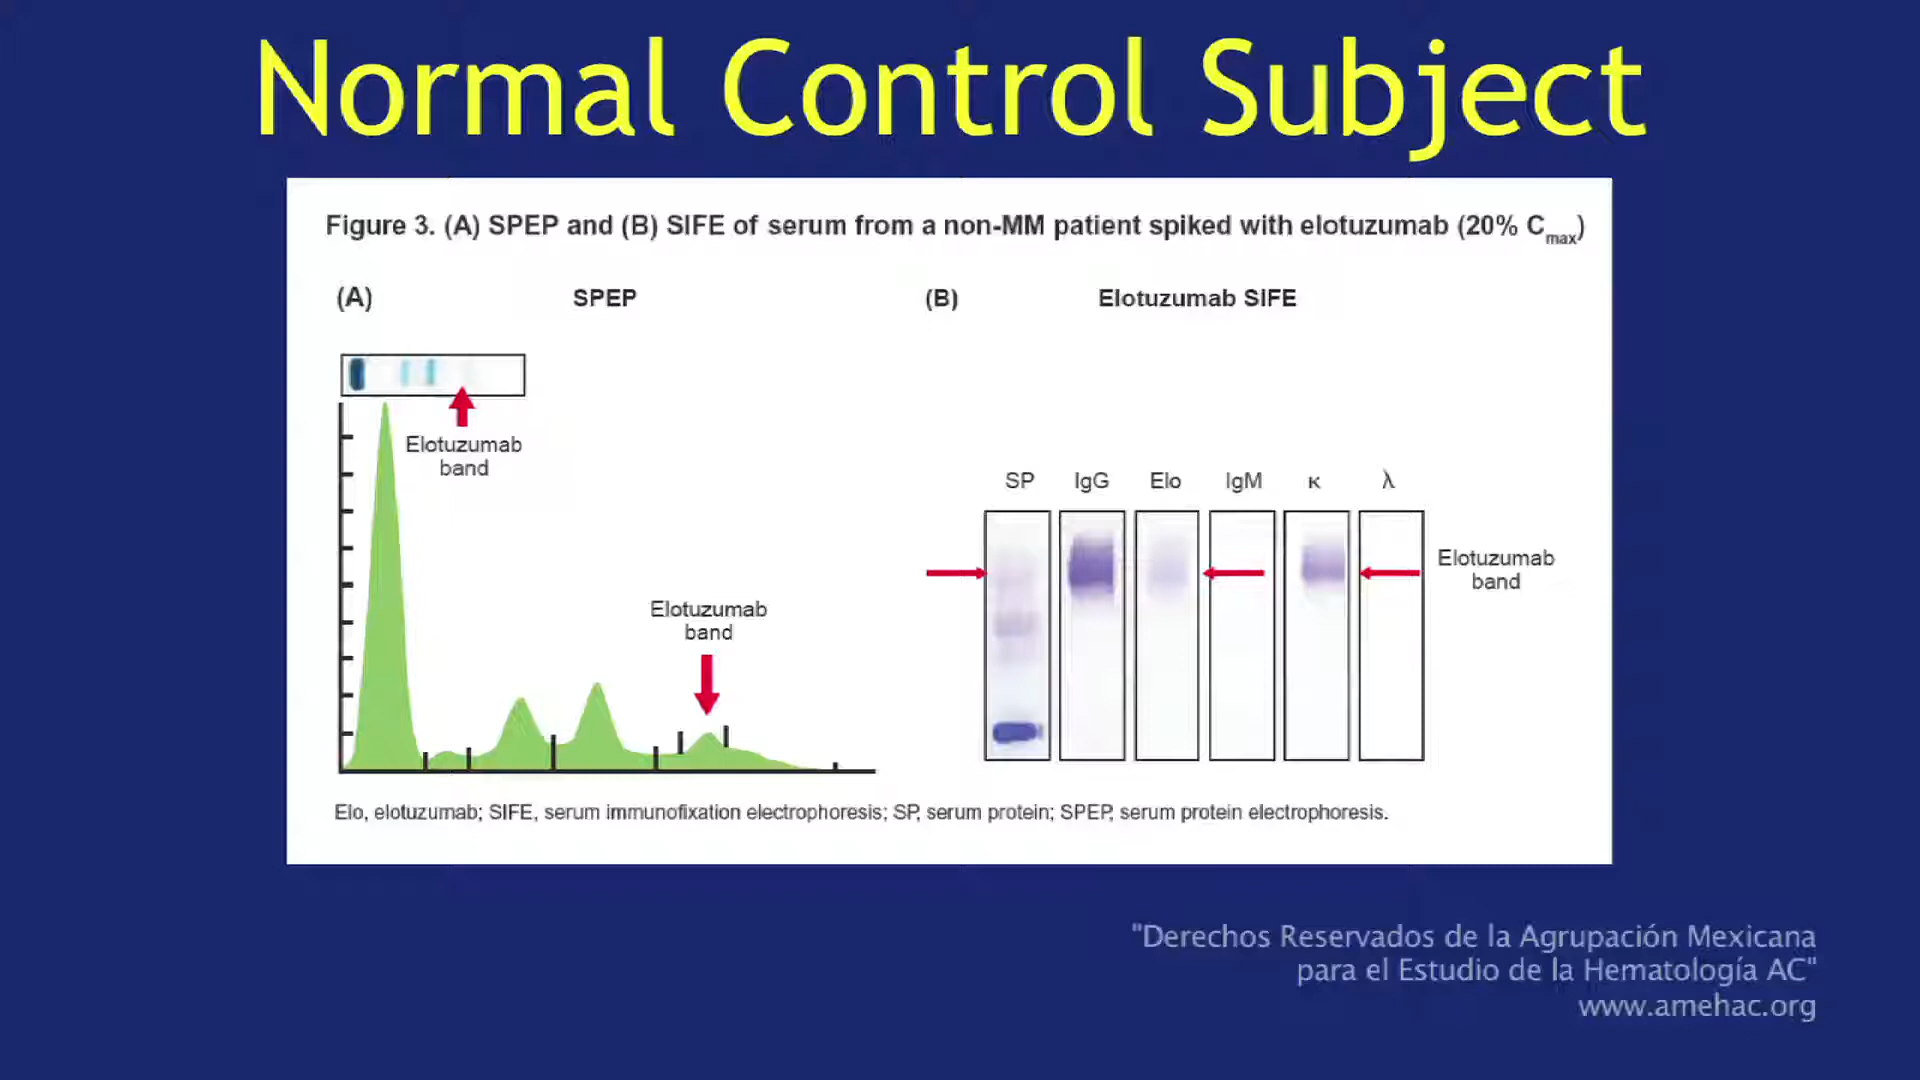 Normal Control Subject
Figure 3. (A) SPEP and (B) SIFE of serum from a non-MM patient spiked with elotuzumab (20% Cmax)
(A) SPEP
(B) Elotuzumab SIFE
Elotuzumab
band
Elotuzumab
band
SP IgG Elo IgM κ λ
Elotuzumab
band
Elo, elotuzumab; SIFE, serum immunofixation electrophoresis; SP, serum protein; SPEP, serum protein electrophoresis.
"Derechos Reservados de la Agrupación Mexicana
para el Estudio de la Hematología AC"
www.amehac.org